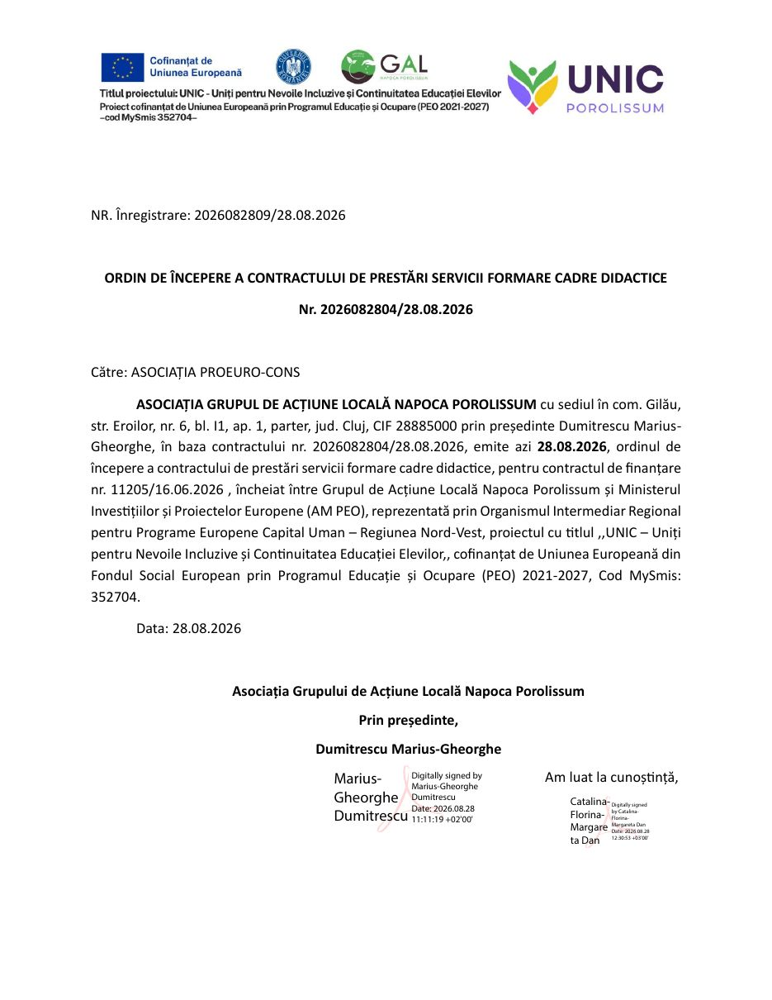 Cofinanțat de
Uniunea Europeană
GUVERNUL ROMÂNIEI
GAL
NAPOCA POROLISSUM
UNIC
POROLISSUM
Titlul proiectului: UNIC - Uniți pentru Nevoile Incluzive și Continuitatea Educației Elevilor
Proiect cofinanțat de Uniunea Europeană prin Programul Educație și Ocupare (PEO 2021-2027)
–cod MySmis 352704–
NR. Înregistrare: 2026082809/28.08.2026
ORDIN DE ÎNCEPERE A CONTRACTULUI DE PRESTĂRI SERVICII FORMARE CADRE DIDACTICE
Nr. 2026082804/28.08.2026
Către: ASOCIAȚIA PROEURO-CONS
ASOCIAȚIA GRUPUL DE ACȚIUNE LOCALĂ NAPOCA POROLISSUM cu sediul în com. Gilău,
str. Eroilor, nr. 6, bl. I1, ap. 1, parter, jud. Cluj, CIF 28885000 prin președinte Dumitrescu Marius-
Gheorghe, în baza contractului nr. 2026082804/28.08.2026, emite azi 28.08.2026, ordinul de
începere a contractului de prestări servicii formare cadre didactice, pentru contractul de finanțare
nr. 11205/16.06.2026 , încheiat între Grupul de Acțiune Locală Napoca Porolissum și Ministerul
Investițiilor și Proiectelor Europene (AM PEO), reprezentată prin Organismul Intermediar Regional
pentru Programe Europene Capital Uman – Regiunea Nord-Vest, proiectul cu titlul ,,UNIC – Uniți
pentru Nevoile Incluzive și Continuitatea Educației Elevilor,, cofinanțat de Uniunea Europeană din
Fondul Social European prin Programul Educație și Ocupare (PEO) 2021-2027, Cod MySmis:
352704.
Data: 28.08.2026
Asociația Grupului de Acțiune Locală Napoca Porolissum
Prin președinte,
Dumitrescu Marius-Gheorghe
Marius-
Gheorghe
Dumitrescu
Digitally signed by
Marius-Gheorghe
Dumitrescu
Date: 2026.08.28
11:11:19 +02'00'
Am luat la cunoștință,
Catalina-
Florina-
Margare
ta Dan
Digitally signed
by Catalina-
Florina-
Margareta Dan
Date: 2026.08.28
12:30:53 +03'00'